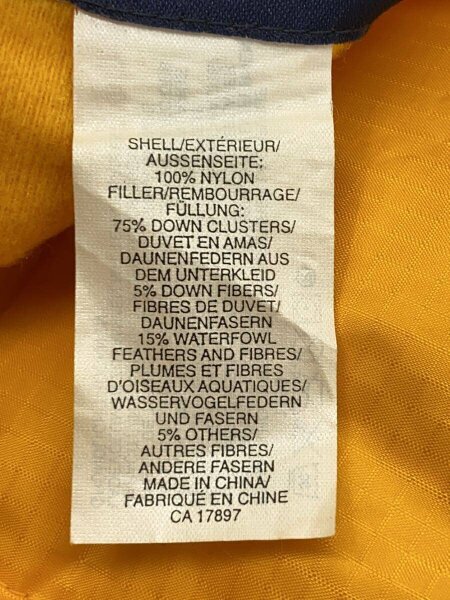 SHELL/EXTÉRIEUR/
AUSSENSEITE:
100% NYLON
FILLER/REMBOURRAGE/
FÜLLUNG:
75% DOWN CLUSTERS/
DUVET EN AMAS/
DAUNENFEDERN AUS
DEM UNTERKLEID
5% DOWN FIBERS/
FIBRES DE DUVET/
DAUNENFASERN
15% WATERFOWL
FEATHERS AND FIBRES/
PLUMES ET FIBRES
D'OISEAUX AQUATIQUES/
WASSERVOGELFEDERN
UND FASERN
5% OTHERS/
AUTRES FIBRES/
ANDERE FASERN
MADE IN CHINA/
FABRIQUÉ EN CHINE
CA 17897